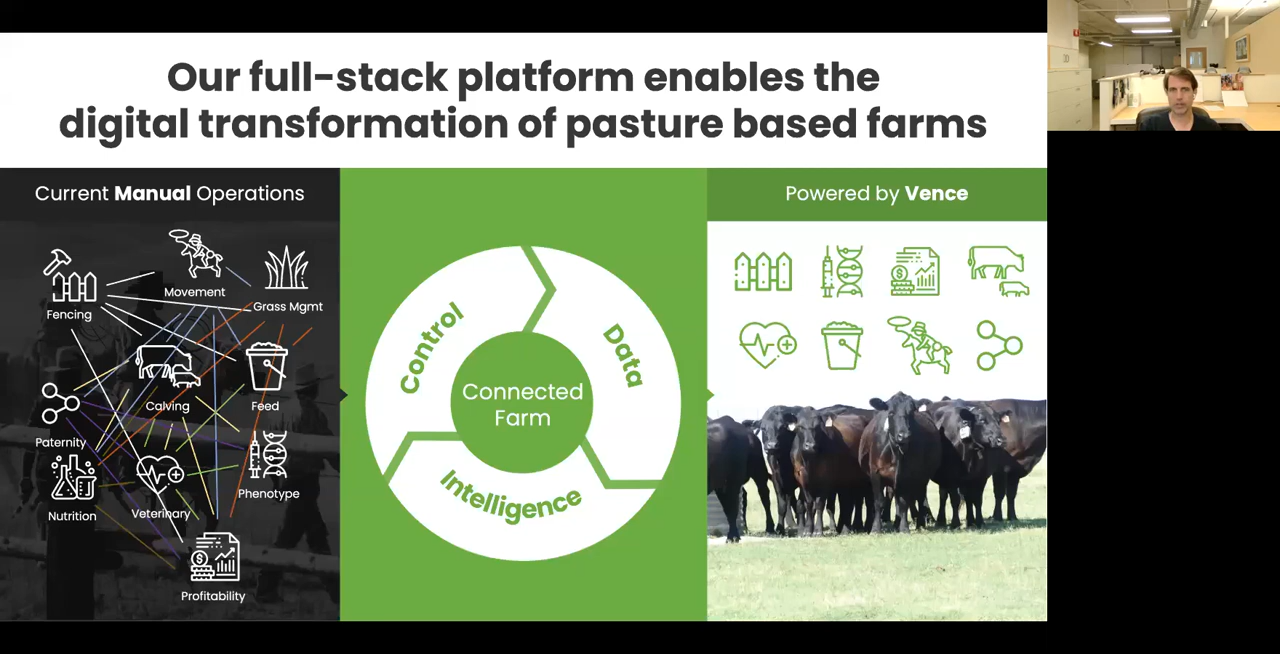 Our full-stack platform enables the
digital transformation of pasture based farms
Current Manual Operations
Movement
Grass Mgmt
Fencing
Calving
Feed
Paternity
Phenotype
Nutrition
Veterinary
Profitability
Control
Data
Connected
Farm
Intelligence
Powered by Vence